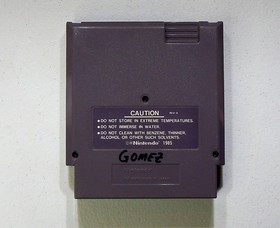 CAUTION
•DO NOT STORE IN EXTREME TEMPERATURES.
•DO NOT IMMERSE IN WATER.
•DO NOT CLEAN WITH BENZENE, THINNER,
ALCOHOL OR OTHER SUCH SOLVENTS.
©Nintendo 1985
GOMEZ